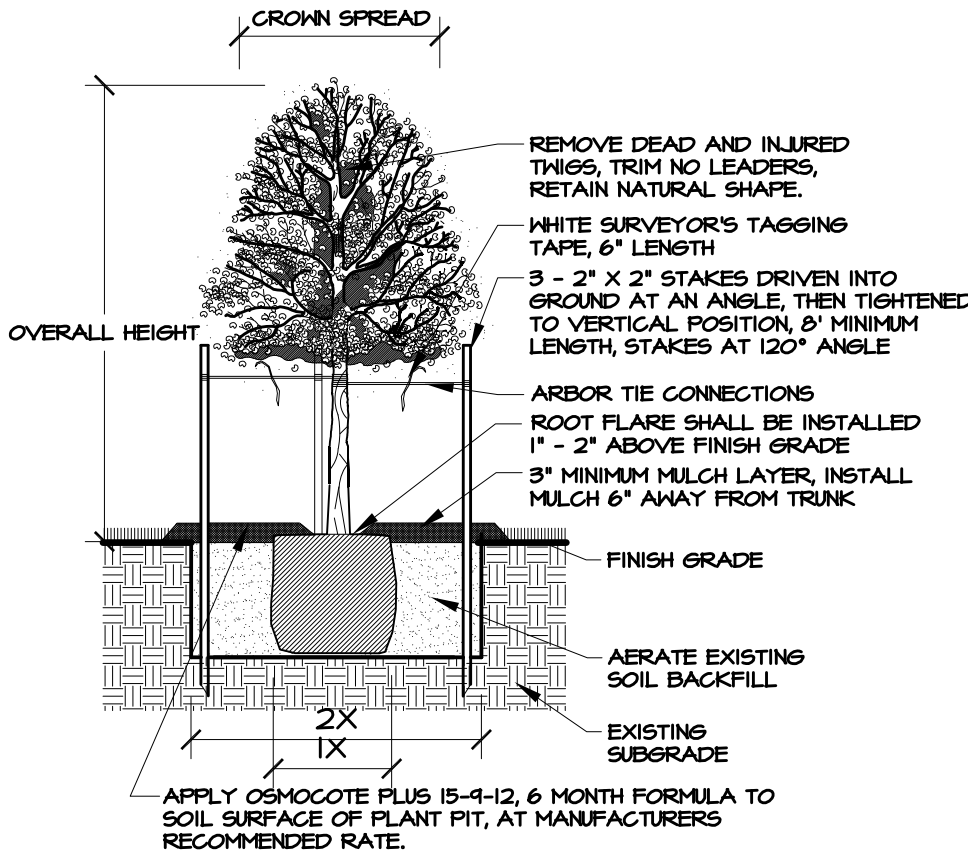 CROWN SPREAD
REMOVE DEAD AND INJURED
TWIGS, TRIM NO LEADERS,
RETAIN NATURAL SHAPE.
WHITE SURVEYOR'S TAGGING
TAPE, 6" LENGTH
3 - 2" X 2" STAKES DRIVEN INTO
GROUND AT AN ANGLE, THEN TIGHTENED
TO VERTICAL POSITION, 8' MINIMUM
LENGTH, STAKES AT 120° ANGLE
OVERALL HEIGHT
ARBOR TIE CONNECTIONS
ROOT FLARE SHALL BE INSTALLED
1" - 2" ABOVE FINISH GRADE
3" MINIMUM MULCH LAYER, INSTALL
MULCH 6" AWAY FROM TRUNK
FINISH GRADE
AERATE EXISTING
SOIL BACKFILL
EXISTING
SUBGRADE
2X
1X
APPLY OSMOCOTE PLUS 15-9-12, 6 MONTH FORMULA TO
SOIL SURFACE OF PLANT PIT, AT MANUFACTURERS
RECOMMENDED RATE.